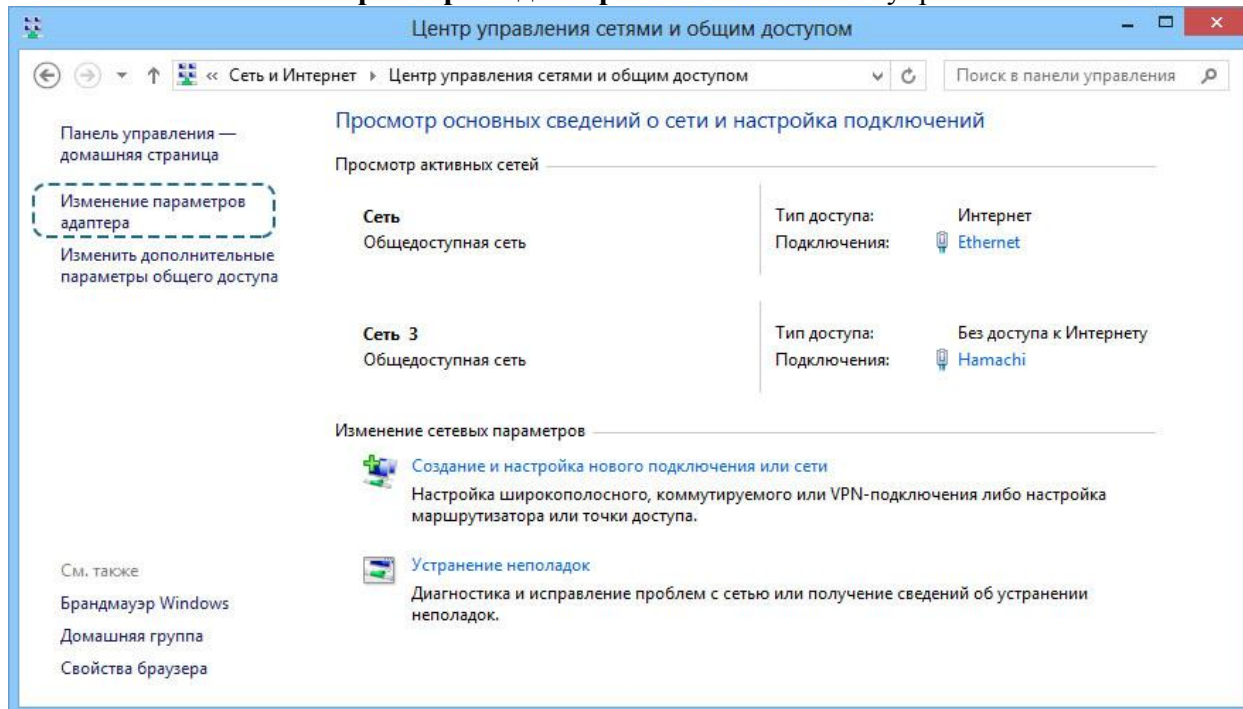 Центр управления сетями и общим доступом
« Сеть и Интернет Центр управления сетями и общим доступом
Поиск в панели управления
Панель управления —
домашняя страница
Изменение параметров
адаптера
Изменить дополнительные
параметры общего доступа
Просмотр основных сведений о сети и настройка подключений
Просмотр активных сетей
Сеть
Общедоступная сеть
Тип доступа: Интернет
Подключения: Ethernet
Сеть 3
Общедоступная сеть
Тип доступа: Без доступа к Интернету
Подключения: Hamachi
Изменение сетевых параметров
Создание и настройка нового подключения или сети
Настройка широкополосного, коммутируемого или VPN-подключения либо настройка
маршрутизатора или точки доступа.
Устранение неполадок
Диагностика и исправление проблем с сетью или получение сведений об устранении
неполадок.
См. также
Брандмауэр Windows
Домашняя группа
Свойства браузера